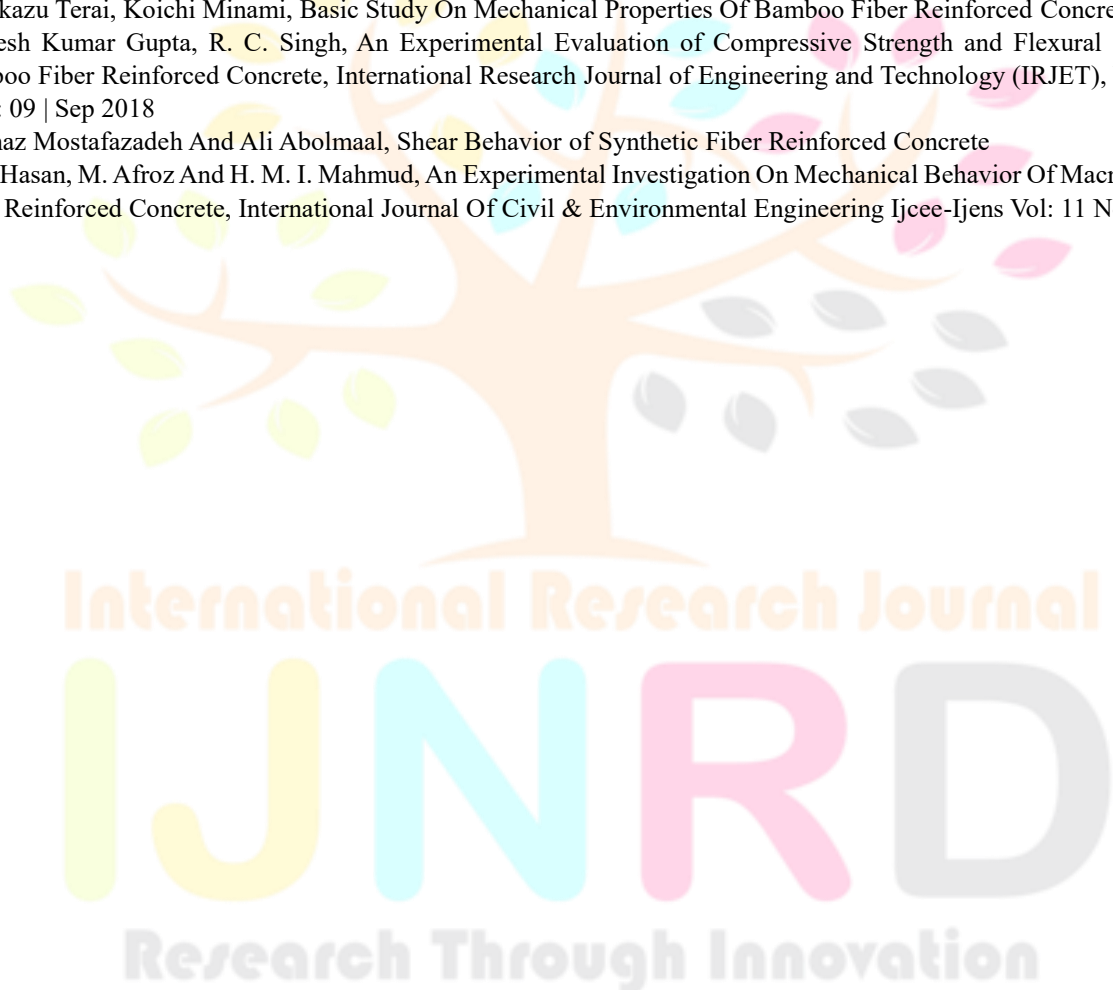 kazu Terai, Koichi Minami, Basic Study On Mechanical Properties Of Bamboo Fiber Reinforced Concre
esh Kumar Gupta, R. C. Singh, An Experimental Evaluation of Compressive Strength and Flexural
oo Fiber Reinforced Concrete, International Research Journal of Engineering and Technology (IRJET),
: 09 | Sep 2018
naz Mostafazadeh And Ali Abolmaal, Shear Behavior of Synthetic Fiber Reinforced Concrete
Hasan, M. Afroz And H. M. I. Mahmud, An Experimental Investigation On Mechanical Behavior Of Macr
Reinforced Concrete, International Journal Of Civil & Environmental Engineering Ijcee-Ijens Vol: 11 N
International Research Journal
IJNRD
Research Through Innovation